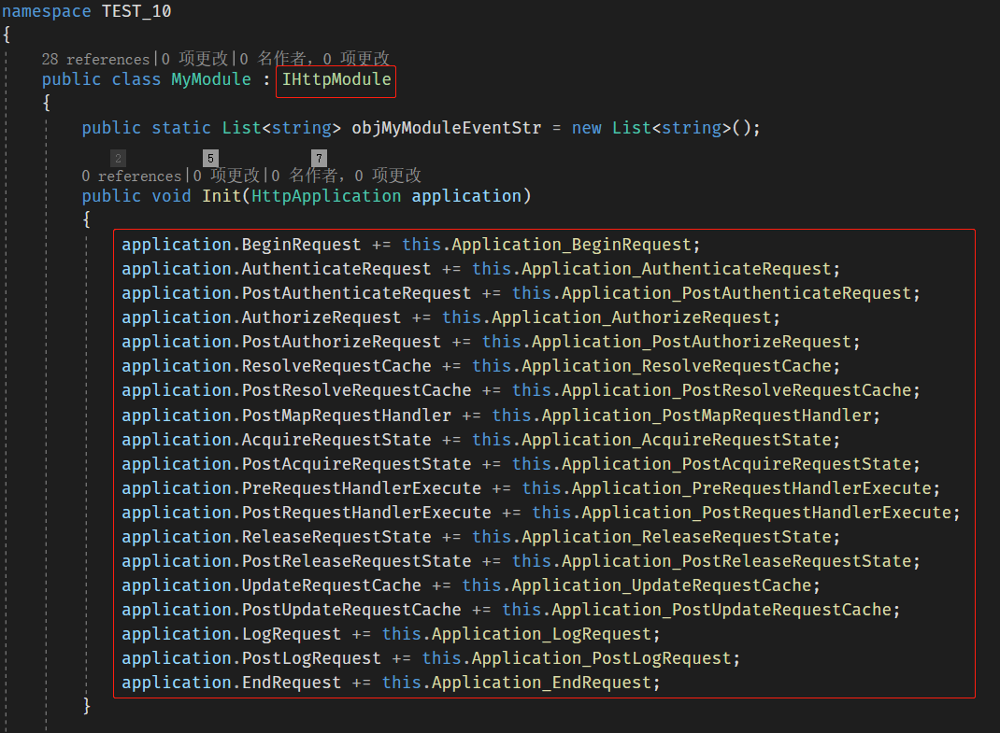 namespace TEST_10
{
28 references|0 项更改|0 名作者, 0 项更改
public class MyModule : IHttpModule
{
public static List<string> objMyModuleEventStr = new List<string>();
2 5 7
0 references|0 项更改|0 名作者, 0 项更改
public void Init(HttpApplication application)
{
application.BeginRequest += this.Application_BeginRequest;
application.AuthenticateRequest += this.Application_AuthenticateRequest;
application.PostAuthenticateRequest += this.Application_PostAuthenticateRequest;
application.AuthorizeRequest += this.Application_AuthorizeRequest;
application.PostAuthorizeRequest += this.Application_PostAuthorizeRequest;
application.ResolveRequestCache += this.Application_ResolveRequestCache;
application.PostResolveRequestCache += this.Application_PostResolveRequestCache;
application.PostMapRequestHandler += this.Application_PostMapRequestHandler;
application.AcquireRequestState += this.Application_AcquireRequestState;
application.PostAcquireRequestState += this.Application_PostAcquireRequestState;
application.PreRequestHandlerExecute += this.Application_PreRequestHandlerExecute;
application.PostRequestHandlerExecute += this.Application_PostRequestHandlerExecute;
application.ReleaseRequestState += this.Application_ReleaseRequestState;
application.PostReleaseRequestState += this.Application_PostReleaseRequestState;
application.UpdateRequestCache += this.Application_UpdateRequestCache;
application.PostUpdateRequestCache += this.Application_PostUpdateRequestCache;
application.LogRequest += this.Application_LogRequest;
application.PostLogRequest += this.Application_PostLogRequest;
application.EndRequest += this.Application_EndRequest;
}